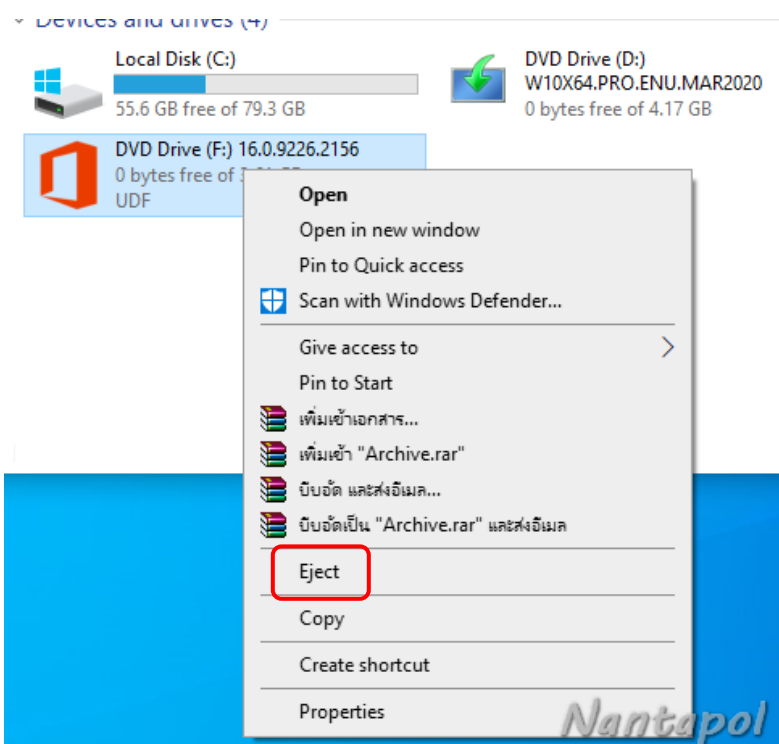 Devices and drives (4)
Local Disk (C:)
55.6 GB free of 79.3 GB
DVD Drive (D:)
W10X64.PRO.ENU.MAR2020
0 bytes free of 4.17 GB
DVD Drive (F:) 16.0.9226.2156
0 bytes free of
UDF
Open
Open in new window
Pin to Quick access
Scan with Windows Defender...
Give access to
Pin to Start
เพิ่มเข้าเอกสาร...
เพิ่มเข้า "Archive.rar"
บีบอัด และส่งอีเมล...
บีบอัดเป็น "Archive.rar" และส่งอีเมล
Eject
Copy
Create shortcut
Properties
Nantapol